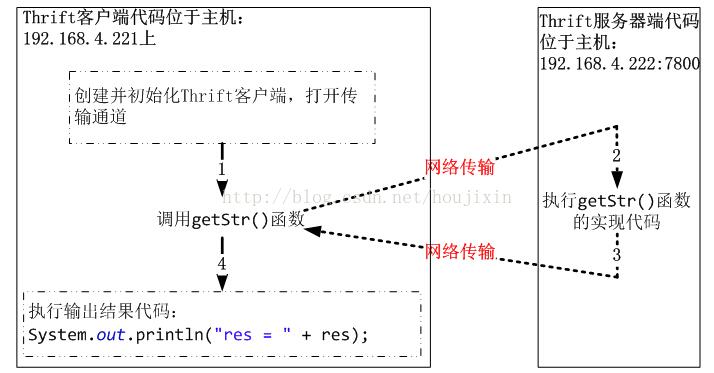 Thrift客户端代码位于主机：
192.168.4.221上
创建并初始化Thrift客户端，打开传
输通道
1
调用getStr()函数
4
执行输出结果代码：
System.out.println("res = " + res);
网络传输
网络传输
http://blog.csdn.net/houjixin
Thrift服务器端代码
位于主机：
192.168.4.222:7800
2
执行getStr()函数
的实现代码
3